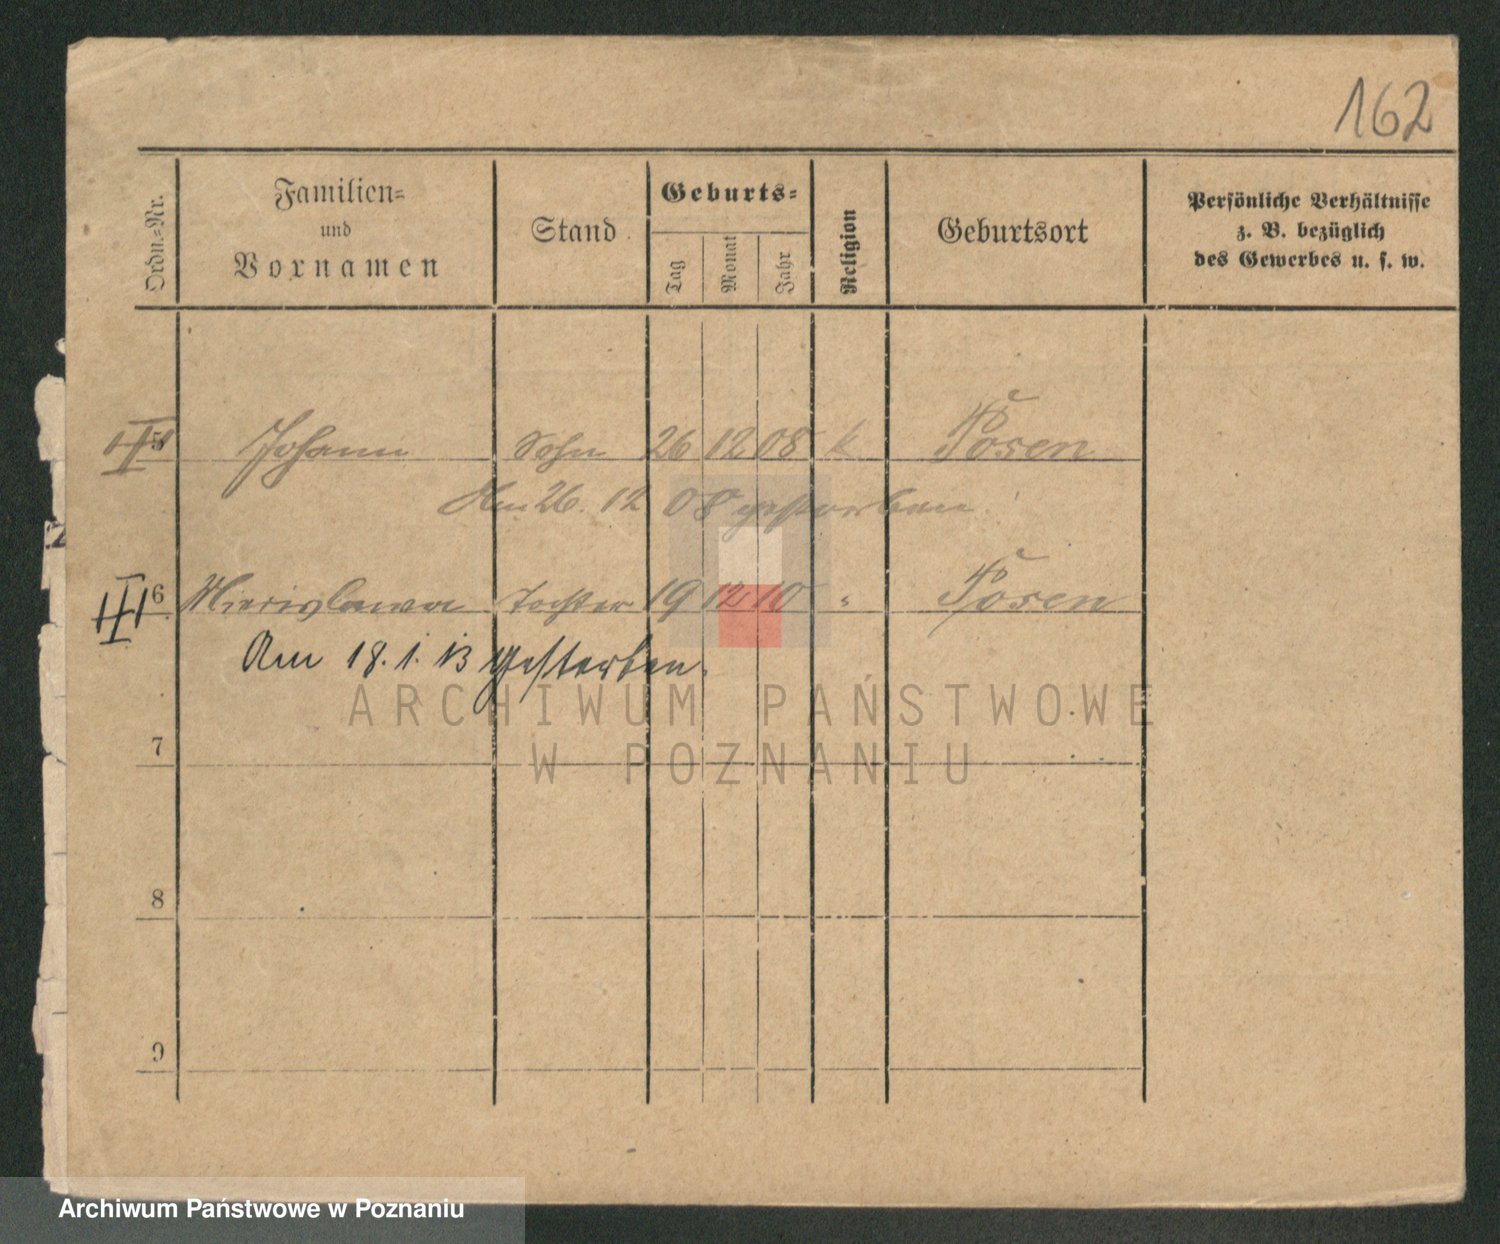 162
Ordn.-Nr.
Familien-
und
Vornamen
Stand
Geburts-
Tag
Monat
Jahr
Religion
Geburtsort
Persönliche Verhältnisse
z. B. bezüglich
des Gewerbes u. s. w.
5 Johann Sohn 26 12 08 k Posen
Am 26. 12 08 gestorben
6 Mierislawa Tochter 19 12 10 " Posen
Am 18. 1. 13 gestorben.
7
8
9
ARCHIWUM PAŃSTWOWE
W POZNANIU
Archiwum Państwowe w Poznaniu